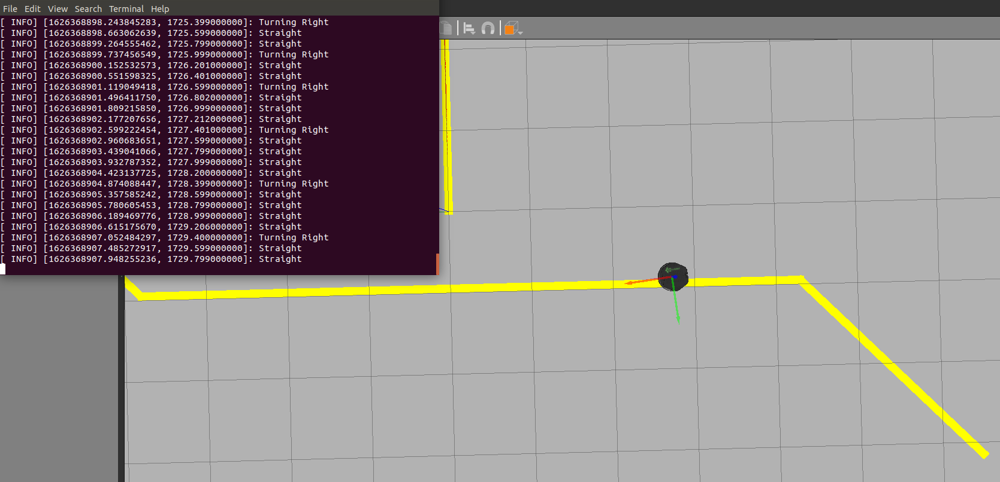 File Edit View Search Terminal Help
[ INFO] [1626368898.243845283, 1725.399000000]: Turning Right
[ INFO] [1626368898.663062639, 1725.599000000]: Straight
[ INFO] [1626368899.264555462, 1725.799000000]: Straight
[ INFO] [1626368899.737456549, 1725.999000000]: Turning Right
[ INFO] [1626368900.152532573, 1726.201000000]: Straight
[ INFO] [1626368900.551598325, 1726.401000000]: Straight
[ INFO] [1626368901.119049418, 1726.599000000]: Turning Right
[ INFO] [1626368901.496411750, 1726.802000000]: Straight
[ INFO] [1626368901.809215850, 1726.999000000]: Straight
[ INFO] [1626368902.177207656, 1727.212000000]: Straight
[ INFO] [1626368902.599222454, 1727.401000000]: Turning Right
[ INFO] [1626368902.960683651, 1727.599000000]: Straight
[ INFO] [1626368903.439041066, 1727.799000000]: Straight
[ INFO] [1626368903.932787352, 1727.999000000]: Straight
[ INFO] [1626368904.423137725, 1728.200000000]: Straight
[ INFO] [1626368904.874088447, 1728.399000000]: Turning Right
[ INFO] [1626368905.357585242, 1728.599000000]: Straight
[ INFO] [1626368905.780605453, 1728.799000000]: Straight
[ INFO] [1626368906.189469776, 1728.999000000]: Straight
[ INFO] [1626368906.615175670, 1729.206000000]: Straight
[ INFO] [1626368907.052484297, 1729.400000000]: Turning Right
[ INFO] [1626368907.485272917, 1729.599000000]: Straight
[ INFO] [1626368907.948255236, 1729.799000000]: Straight